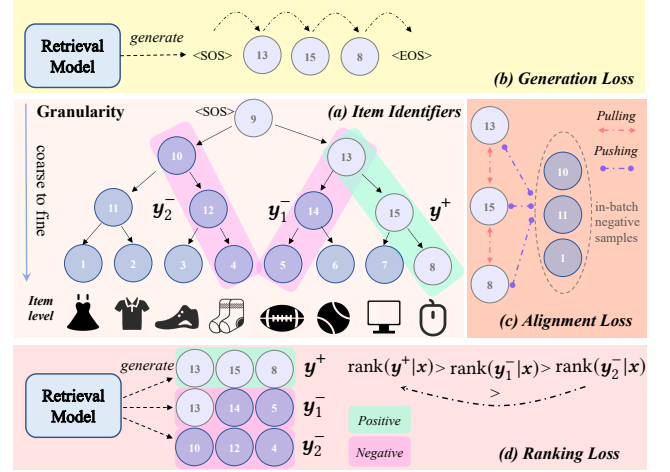 Retrieval
Model
generate
<SOS>
13
15
8
<EOS>
(b) Generation Loss
Granularity
coarse to fine
<SOS>
9
(a) Item Identifiers
10
13
11
y₂⁻
12
y₁⁻
14
15
y⁺
1
2
3
4
5
6
7
8
Item
level
13
15
8
Pulling
Pushing
10
11
1
in-batch
negative
samples
(c) Alignment Loss
Retrieval
Model
generate
13 15 8 y⁺
13 14 5 y₁⁻
10 12 4 y₂⁻
rank(y⁺|x) > rank(y₁⁻|x) > rank(y₂⁻|x)
>
Positive
Negative
(d) Ranking Loss